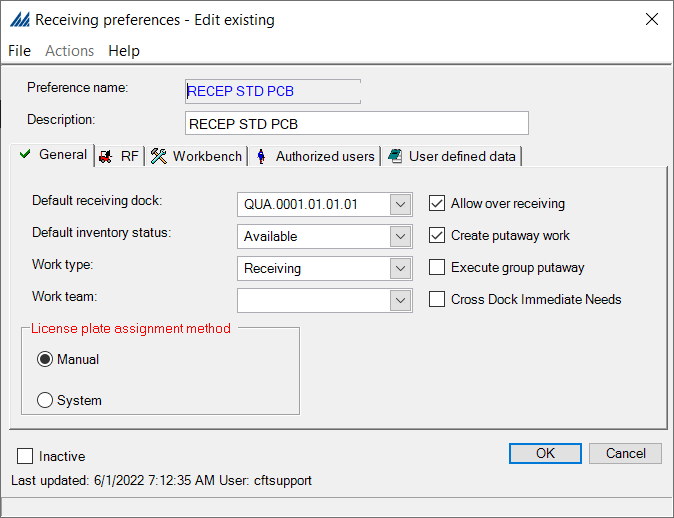 Receiving preferences - Edit existing
File Actions Help
Preference name: RECEP STD PCB
Description: RECEP STD PCB
General RF Workbench Authorized users User defined data
Default receiving dock: QUA.0001.01.01.01 Allow over receiving
Default inventory status: Available Create putaway work
Work type: Receiving Execute group putaway
Work team: Cross Dock Immediate Needs
License plate assignment method
Manual
System
Inactive OK Cancel
Last updated: 6/1/2022 7:12:35 AM User: cftsupport